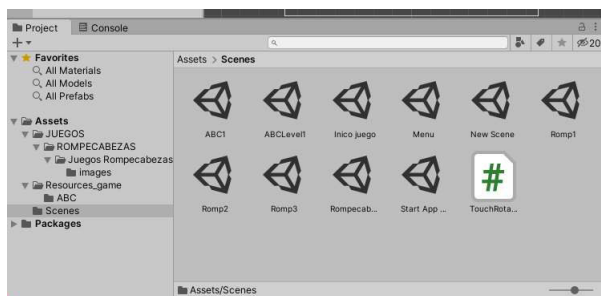 Project Console
20
Favorites
All Materials
All Models
All Prefabs
Assets
JUEGOS
ROMPECABEZAS
Juegos Rompecabezas
images
Resources_game
ABC
Scenes
Packages
Assets > Scenes
ABC1 ABCLevel1 Inico juego Menu New Scene Romp1
Romp2 Romp3 Rompecab... Start App ... TouchRota...
Assets/Scenes